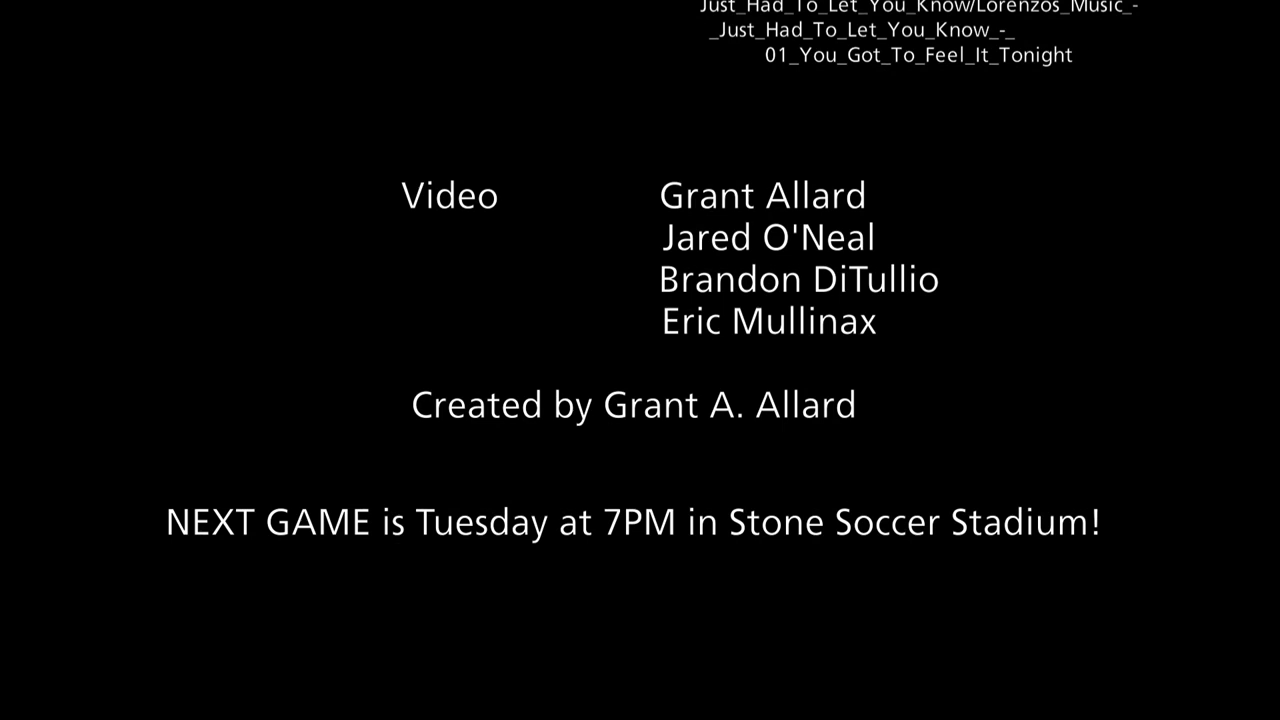 Just_Had_To_Let_You_Know/Lorenzos_Music_-
_Just_Had_To_Let_You_Know_-_
01_You_Got_To_Feel_It_Tonight
Video Grant Allard
Jared O'Neal
Brandon DiTullio
Eric Mullinax
Created by Grant A. Allard
NEXT GAME is Tuesday at 7PM in Stone Soccer Stadium!